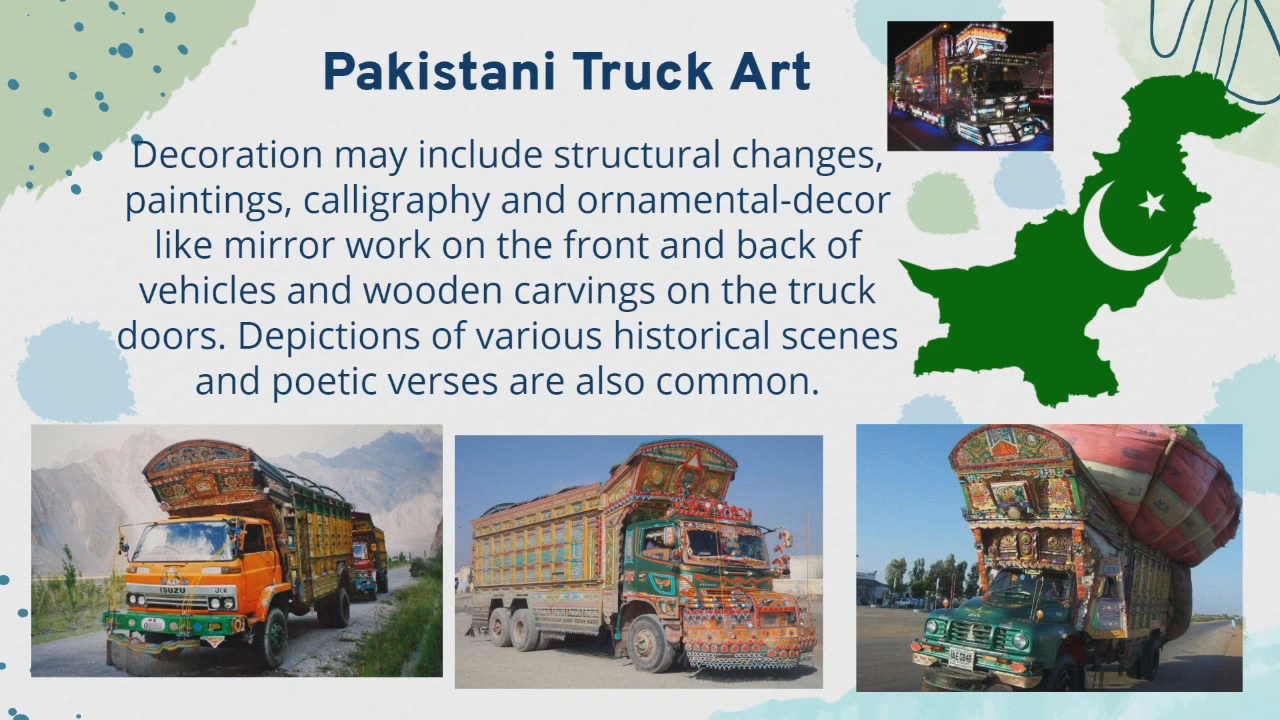 Pakistani Truck Art
Decoration may include structural changes,
paintings, calligraphy and ornamental-decor
like mirror work on the front and back of
vehicles and wooden carvings on the truck
doors. Depictions of various historical scenes
and poetic verses are also common.
ISUZU